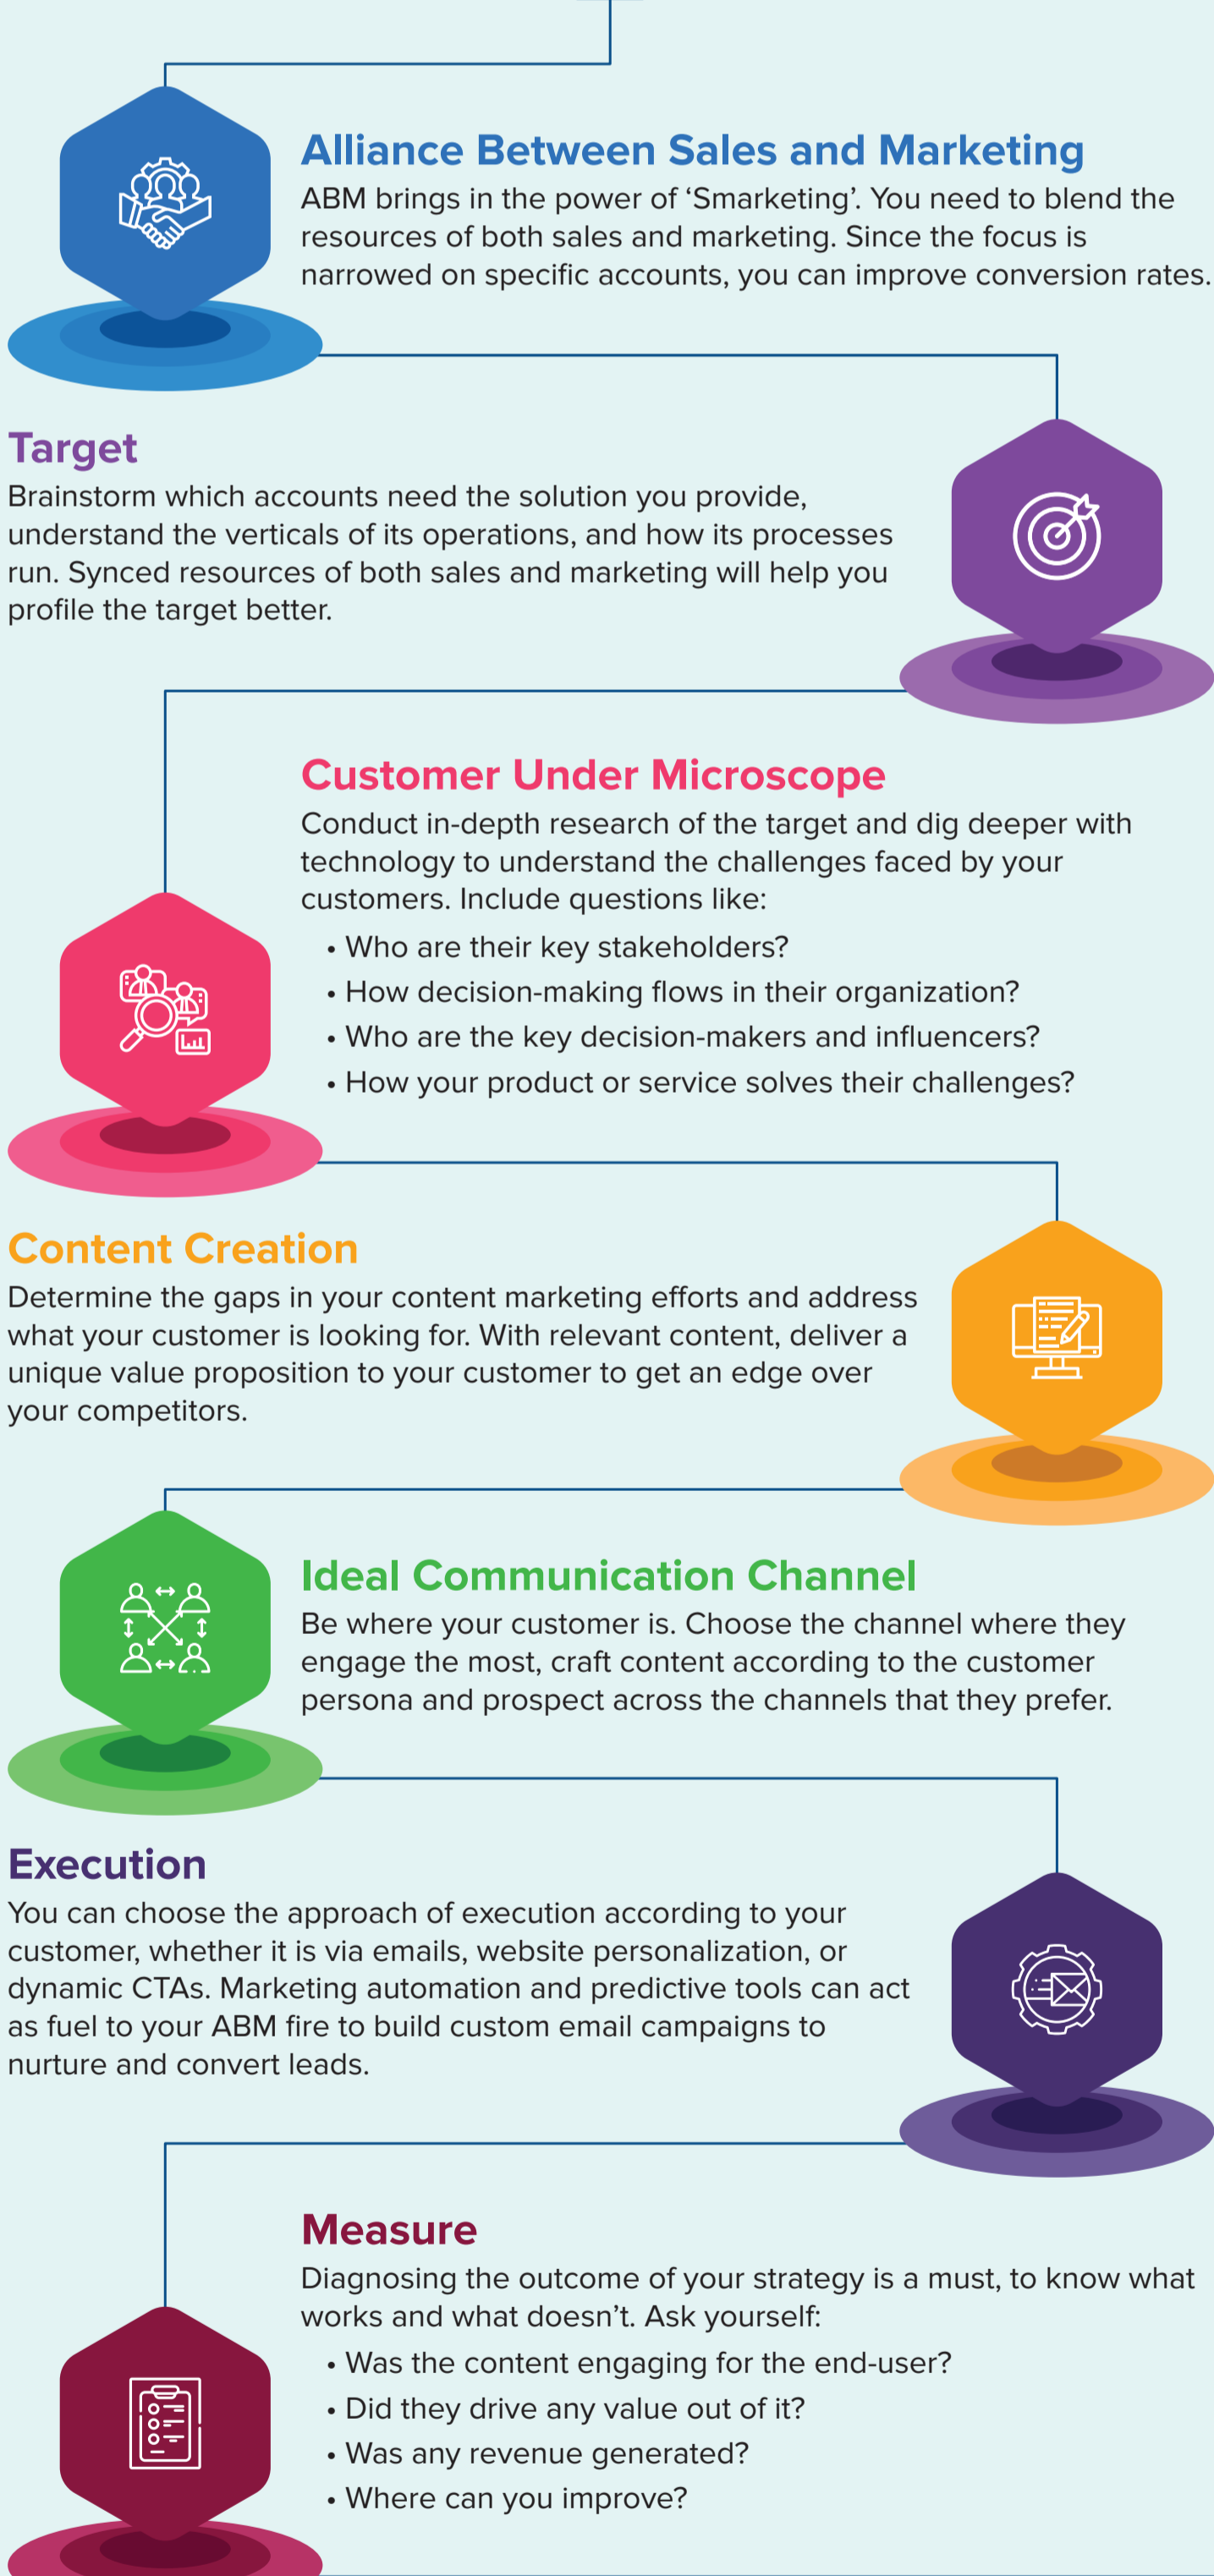 Alliance Between Sales and Marketing
ABM brings in the power of ‘Smarketing’. You need to blend the
resources of both sales and marketing. Since the focus is
narrowed on specific accounts, you can improve conversion rates.
Target
Brainstorm which accounts need the solution you provide,
understand the verticals of its operations, and how its processes
run. Synced resources of both sales and marketing will help you
profile the target better.
Customer Under Microscope
Conduct in-depth research of the target and dig deeper with
technology to understand the challenges faced by your
customers. Include questions like:
• Who are their key stakeholders?
• How decision-making flows in their organization?
• Who are the key decision-makers and influencers?
• How your product or service solves their challenges?
Content Creation
Determine the gaps in your content marketing efforts and address
what your customer is looking for. With relevant content, deliver a
unique value proposition to your customer to get an edge over
your competitors.
Ideal Communication Channel
Be where your customer is. Choose the channel where they
engage the most, craft content according to the customer
persona and prospect across the channels that they prefer.
Execution
You can choose the approach of execution according to your
customer, whether it is via emails, website personalization, or
dynamic CTAs. Marketing automation and predictive tools can act
as fuel to your ABM fire to build custom email campaigns to
nurture and convert leads.
Measure
Diagnosing the outcome of your strategy is a must, to know what
works and what doesn’t. Ask yourself:
• Was the content engaging for the end-user?
• Did they drive any value out of it?
• Was any revenue generated?
• Where can you improve?